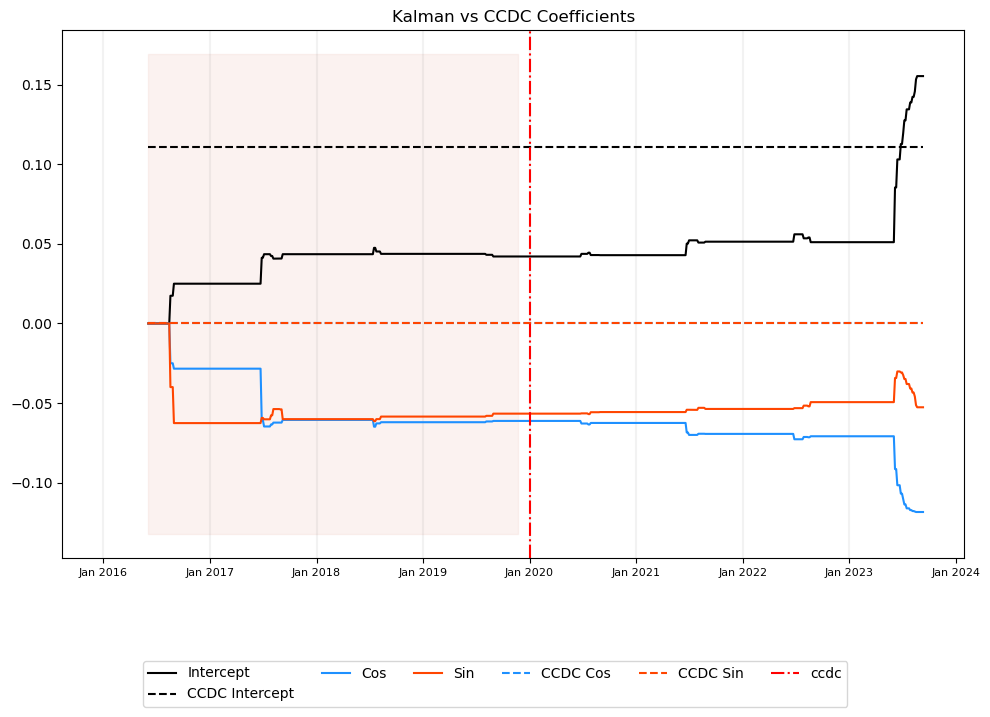 Kalman vs CCDC Coefficients
0.15
0.10
0.05
0.00
−0.05
−0.10
Jan 2016 Jan 2017 Jan 2018 Jan 2019 Jan 2020 Jan 2021 Jan 2022 Jan 2023 Jan 2024
Intercept Cos Sin CCDC Cos CCDC Sin ccdc
CCDC Intercept